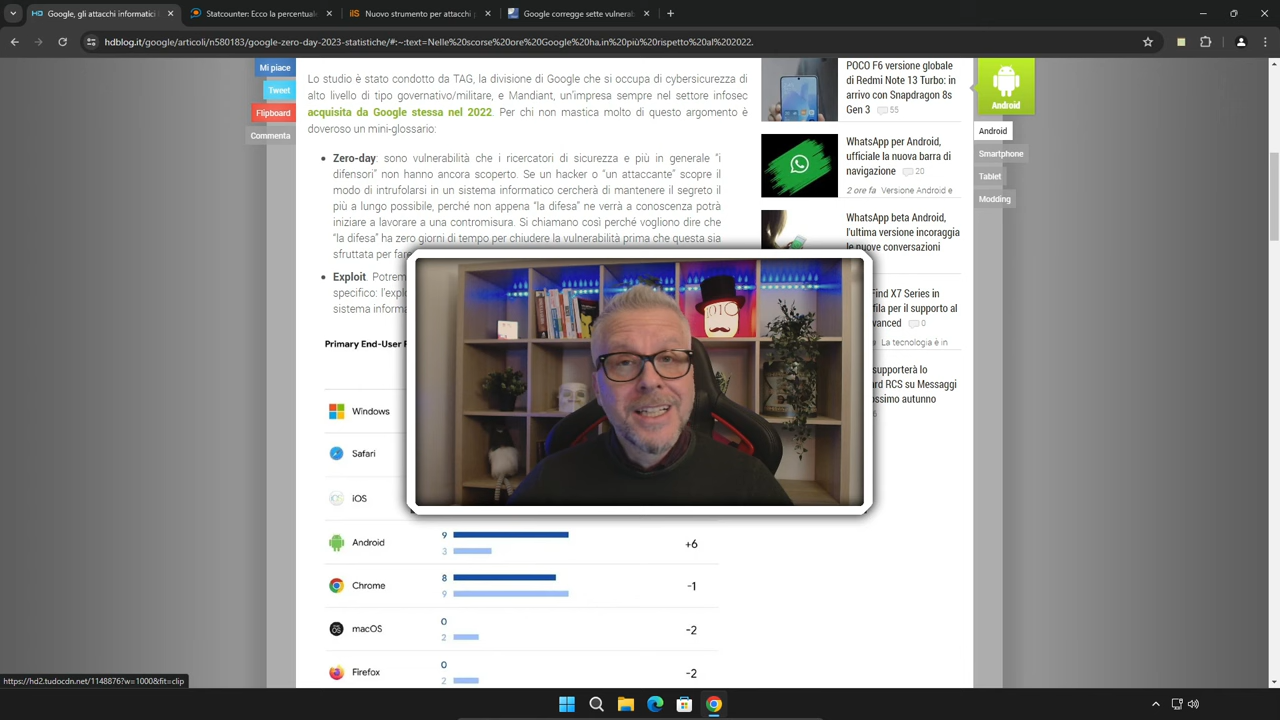 Google, gli attacchi informatici
Statcounter: Ecco la percentuale
Nuovo strumento per attacchi p
Google corregge sette vulnerab
hdblog.it/google/articoli/n580183/google-zero-day-2023-statistiche/#:~:text=Nelle%20scorse%20ore%20Google%20ha,in%20più%20rispetto%20al%202022.
Mi piace
Tweet
Flipboard
Commenta
Lo studio è stato condotto da TAG, la divisione di Google che si occupa di cybersicurezza di
alto livello di tipo governativo/militare, e Mandiant, un'impresa sempre nel settore infosec
acquisita da Google stessa nel 2022. Per chi non mastica molto di questo argomento è
doveroso un mini-glossario:
Zero-day: sono vulnerabilità che i ricercatori di sicurezza e più in generale “i
difensori” non hanno ancora scoperto. Se un hacker o “un attaccante” scopre il
modo di intrufolarsi in un sistema informatico cercherà di mantenere il segreto il
più a lungo possibile, perché non appena “la difesa” ne verrà a conoscenza potrà
iniziare a lavorare a una contromisura. Si chiamano così perché vogliono dire che
“la difesa” ha zero giorni di tempo per chiudere la vulnerabilità prima che questa sia
sfruttata per fare
Exploit. Potrem
specifico: l'explo
sistema informa
Primary End-User P
Windows
Safari
iOS
Android
9
3
+6
Chrome
8
9
-1
macOS
0
2
-2
Firefox
0
2
-2
POCO F6 versione globale
di Redmi Note 13 Turbo: in
arrivo con Snapdragon 8s
Gen 3 55
WhatsApp per Android,
ufficiale la nuova barra di
navigazione 20
2 ore fa Versione Android e
WhatsApp beta Android,
l'ultima versione incoraggia
le nuove conversazioni
Find X7 Series in
fila per il supporto al
vanced 0
La tecnologia è in
supporterà lo
rd RCS su Messaggi
ossimo autunno
6
Android
Android
Smartphone
Tablet
Modding
https://hd2.tudocdn.net/1148876?w=1000&fit=clip